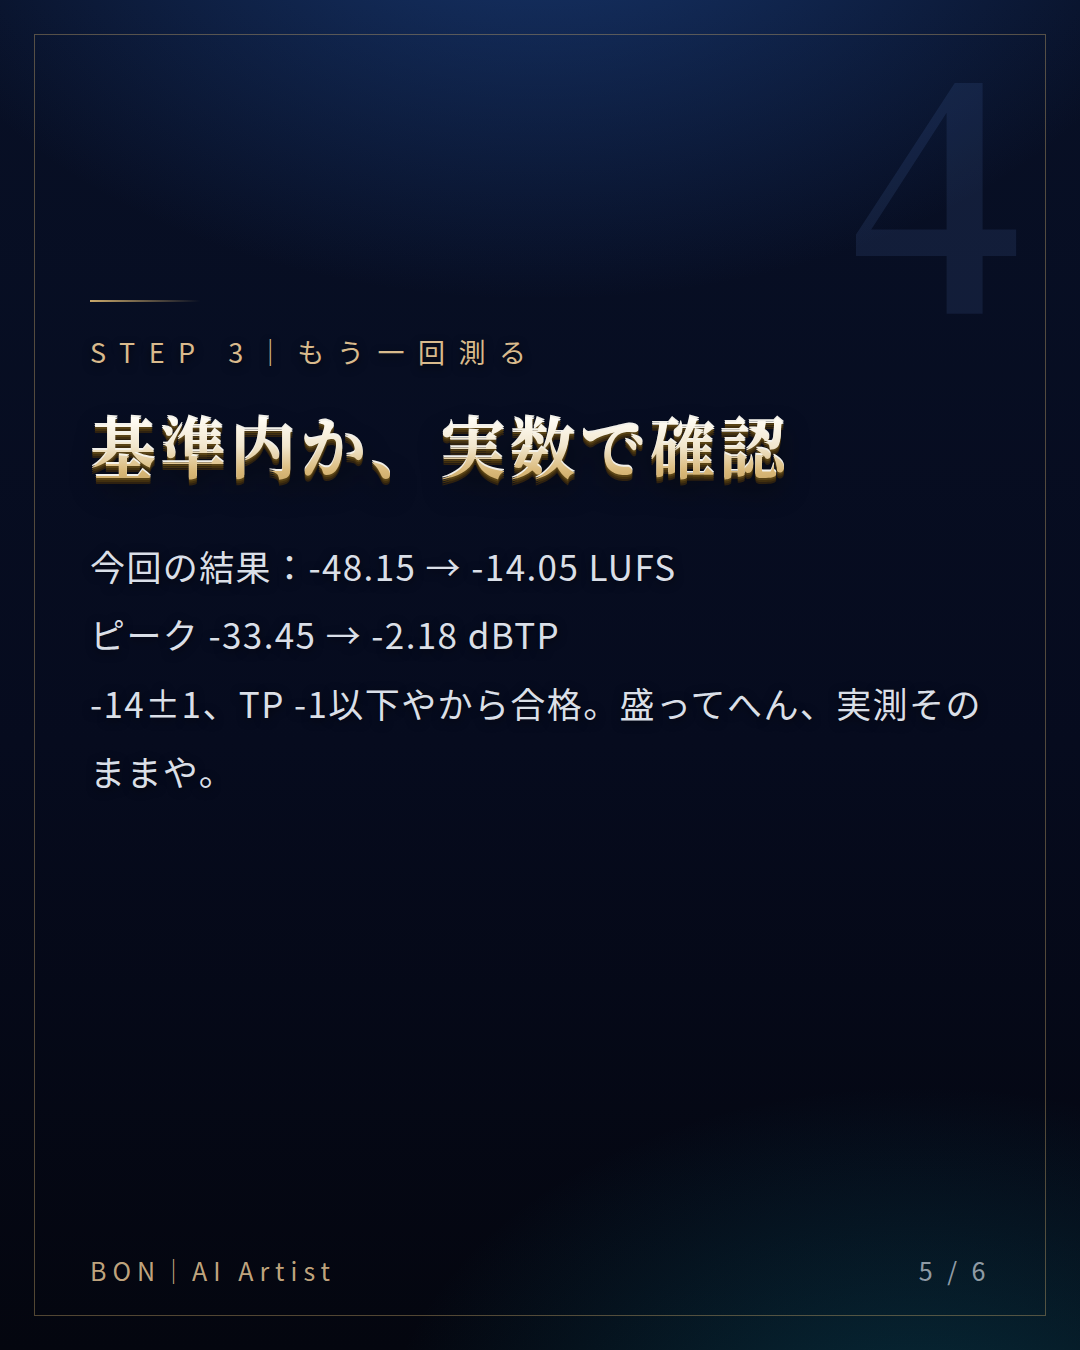 4
STEP 3｜もう一回測る
基準内か、実数で確認
今回の結果：-48.15 → -14.05 LUFS
ピーク -33.45 → -2.18 dBTP
-14±1、TP -1以下やから合格。盛ってへん、実測その
ままや。
BON｜AI Artist
5 / 6